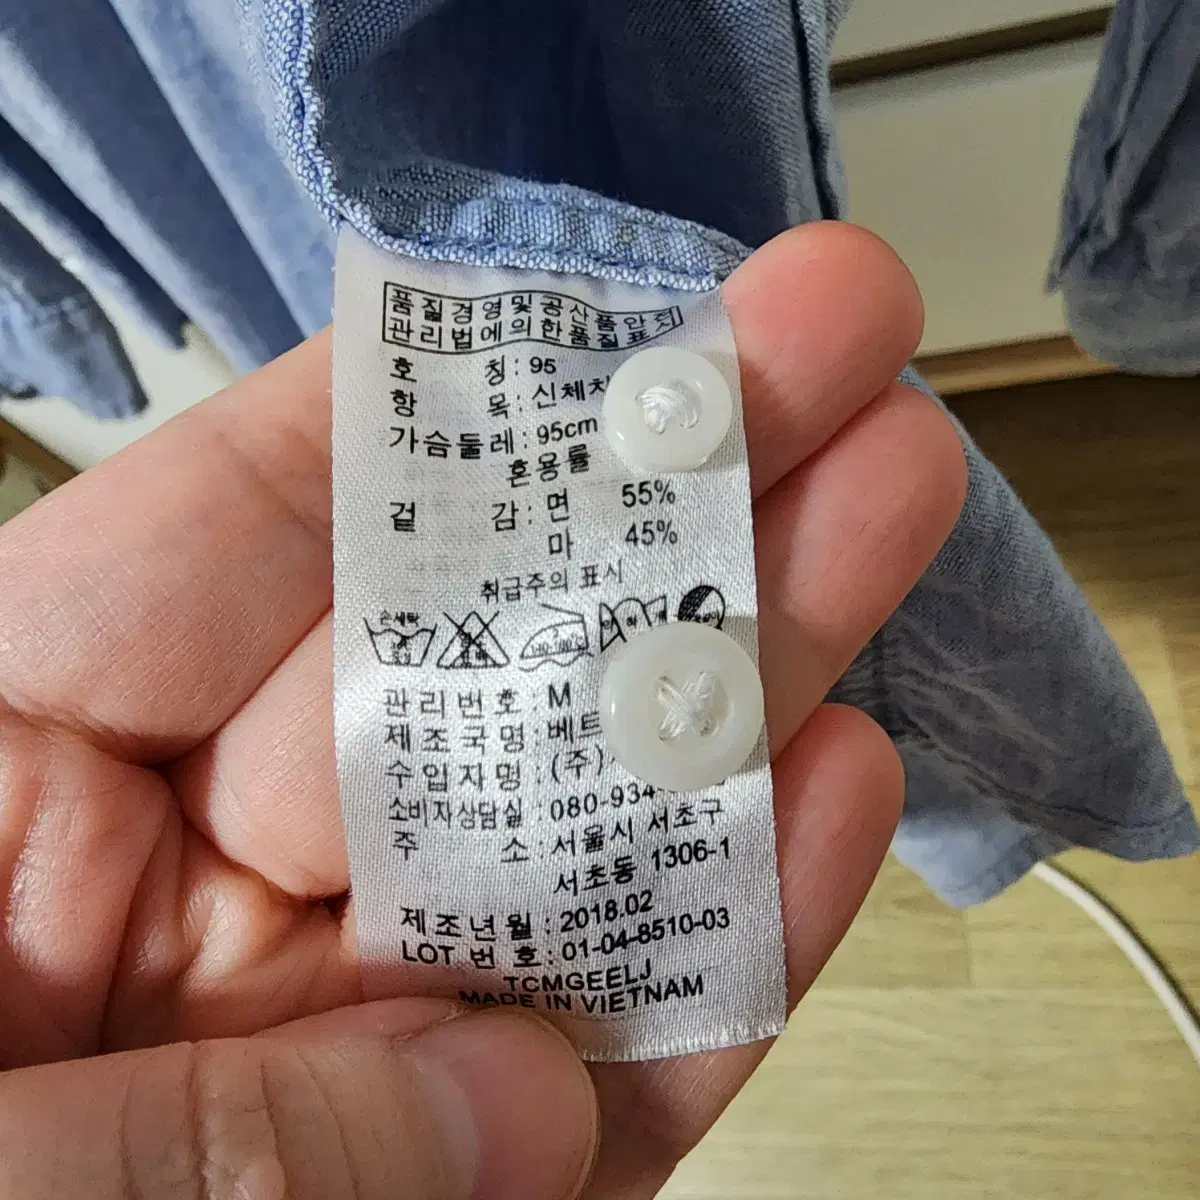 품질경영및공산품안전
관리법에의한품질표시
호 칭 : 95
항 목 : 신체치
가슴둘레 : 95cm
혼용률
겉 감 : 면 55%
마 45%
취급주의 표시
손세탁
관리번호 : M
제조국명 : 베트
수입자명 : (주)
소비자상담실 : 080-934-
주 소 : 서울시 서초구
서초동 1306-1
제조년월 : 2018.02
LOT 번 호 : 01-04-8510-03
TCMGEELJ
MADE IN VIETNAM